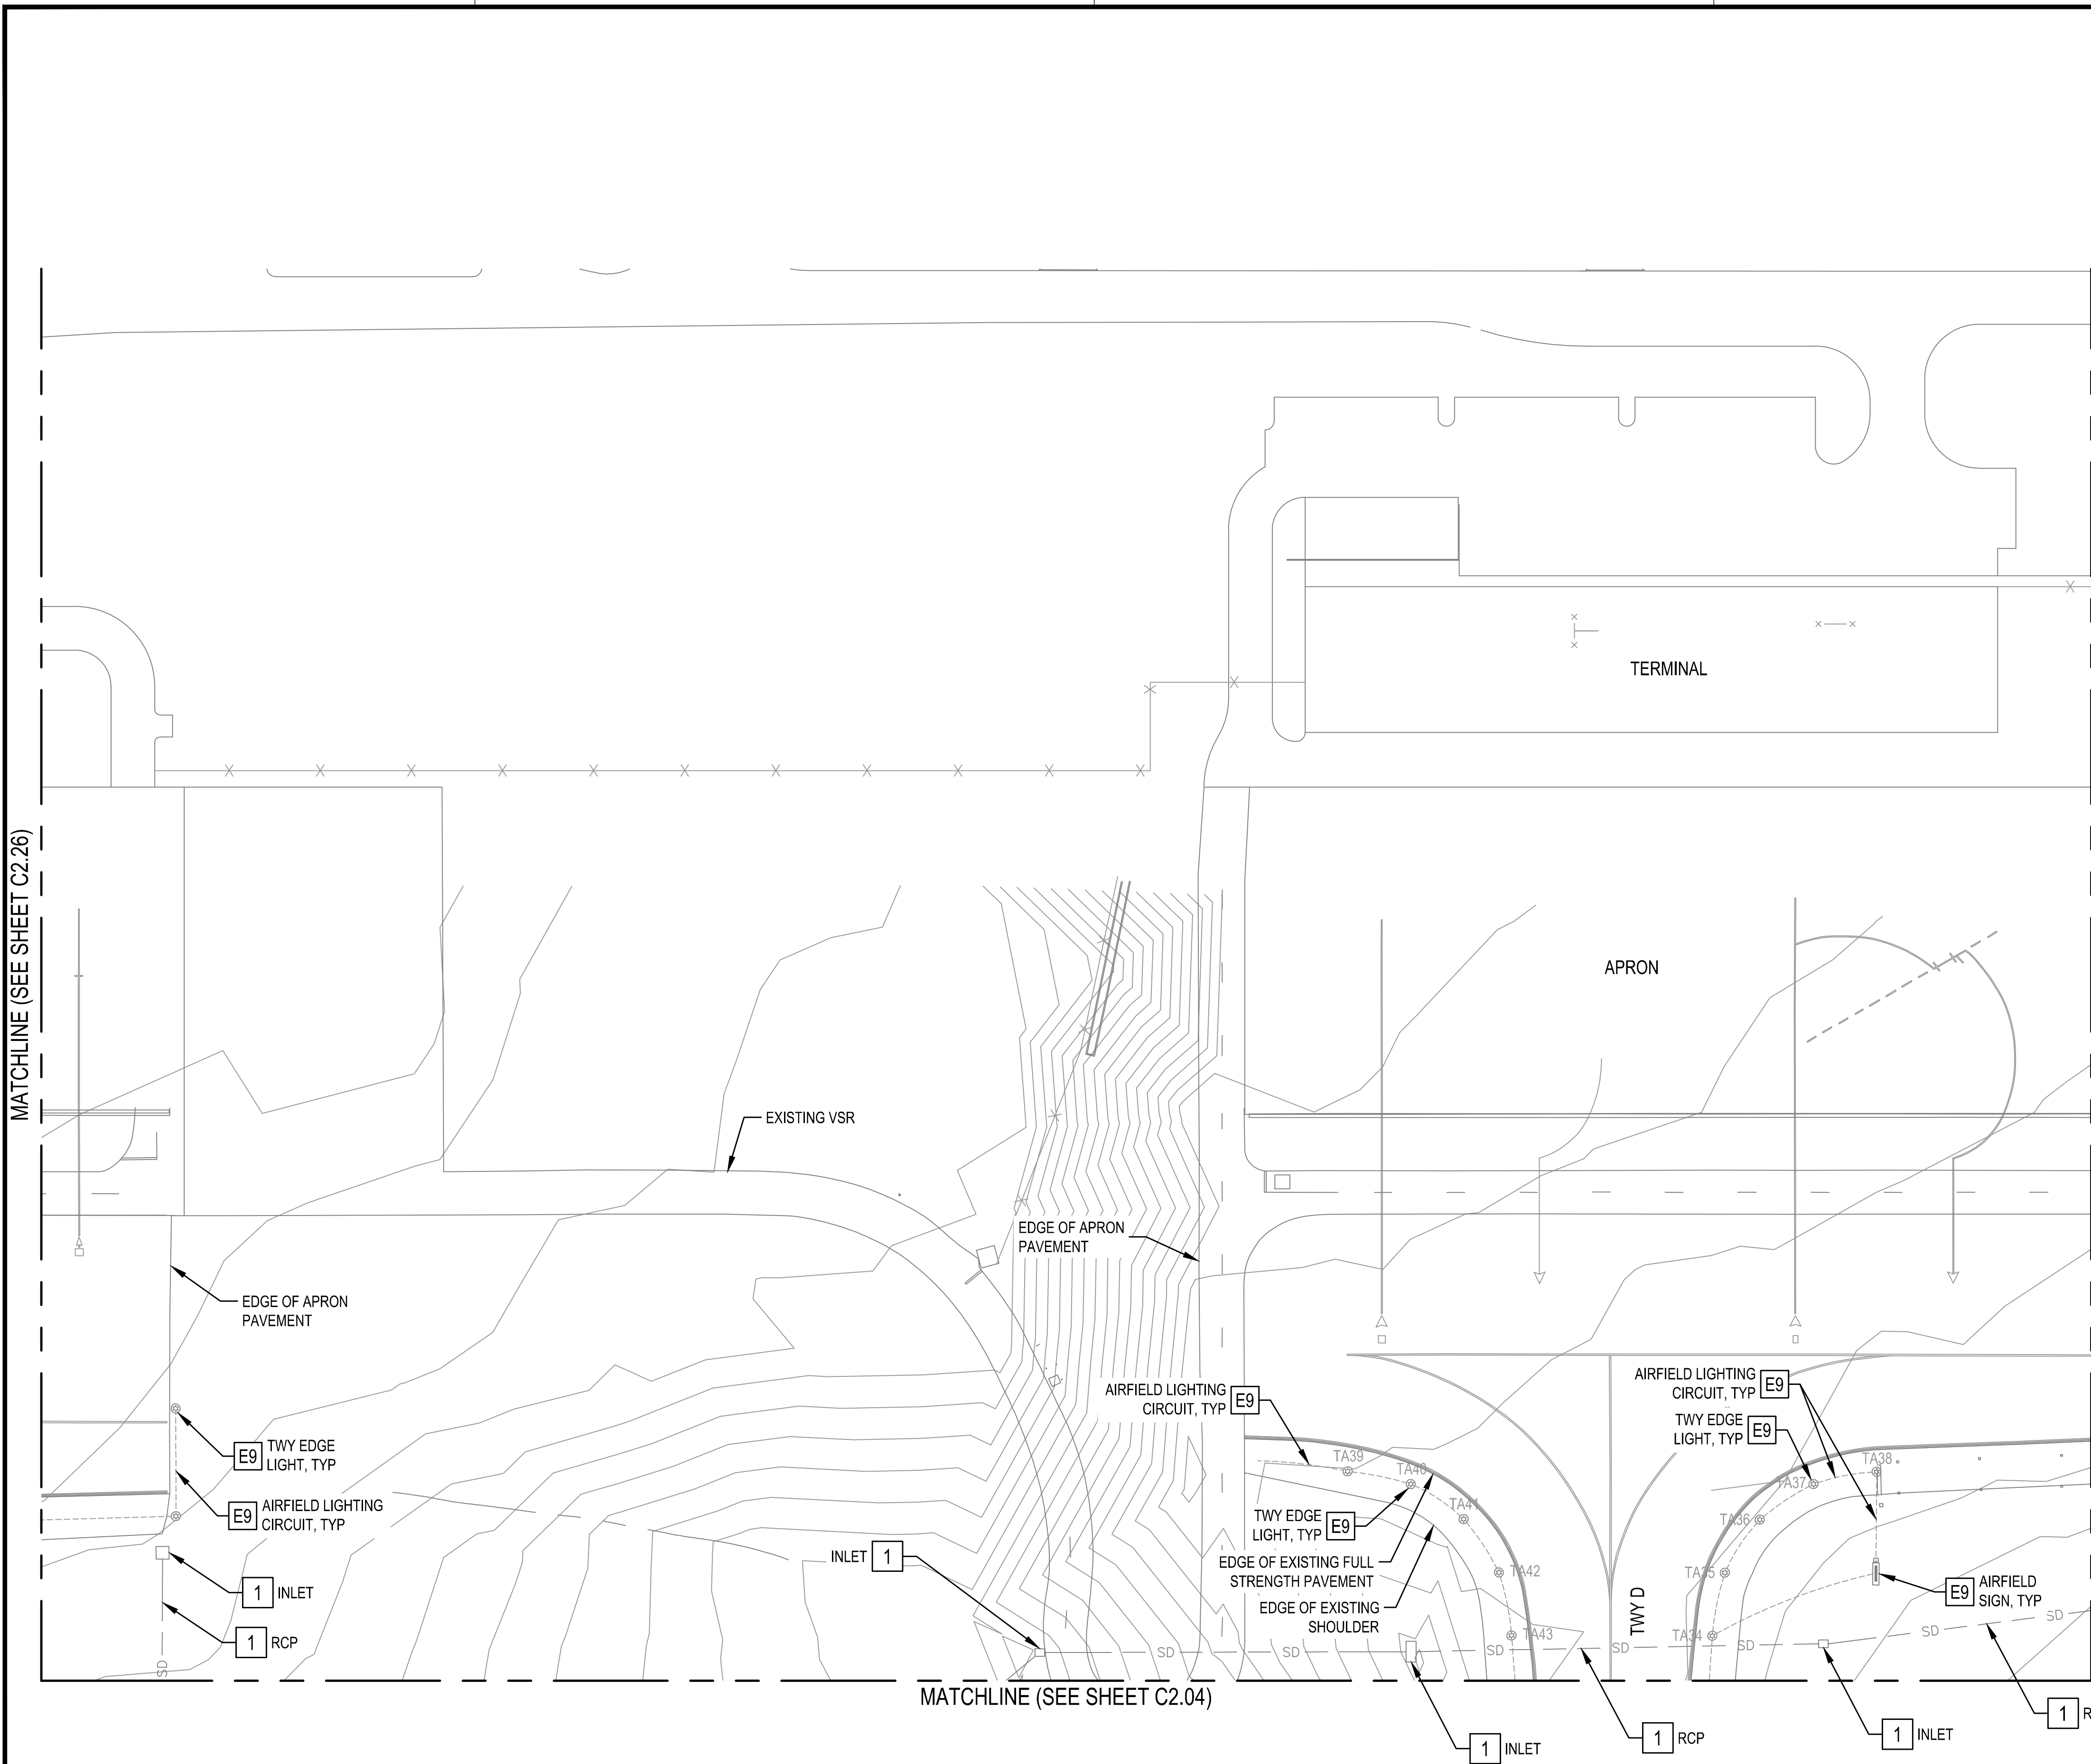 TERMINAL
MATCHLINE (SEE SHEET C2.26)
APRON
EXISTING VSR
EDGE OF APRON
PAVEMENT
EDGE OF APRON
PAVEMENT
AIRFIELD LIGHTING
CIRCUIT, TYP
E9
AIRFIELD LIGHTING
CIRCUIT, TYP
E9
TWY EDGE
LIGHT, TYP
E9
E9
TWY EDGE
LIGHT, TYP
E9
AIRFIELD LIGHTING
CIRCUIT, TYP
TA39
TA40
TA41
TA42
TA43
TA38
TA37
TA36
TA35
TA34
TWY EDGE
LIGHT, TYP
E9
EDGE OF EXISTING FULL
STRENGTH PAVEMENT
EDGE OF EXISTING
SHOULDER
TWY D
E9
AIRFIELD
SIGN, TYP
INLET 1
1 INLET
1 RCP
SD
SD
SD
SD
SD
SD
SD
SD
MATCHLINE (SEE SHEET C2.04)
1 INLET
1 RCP
1 INLET
1 R